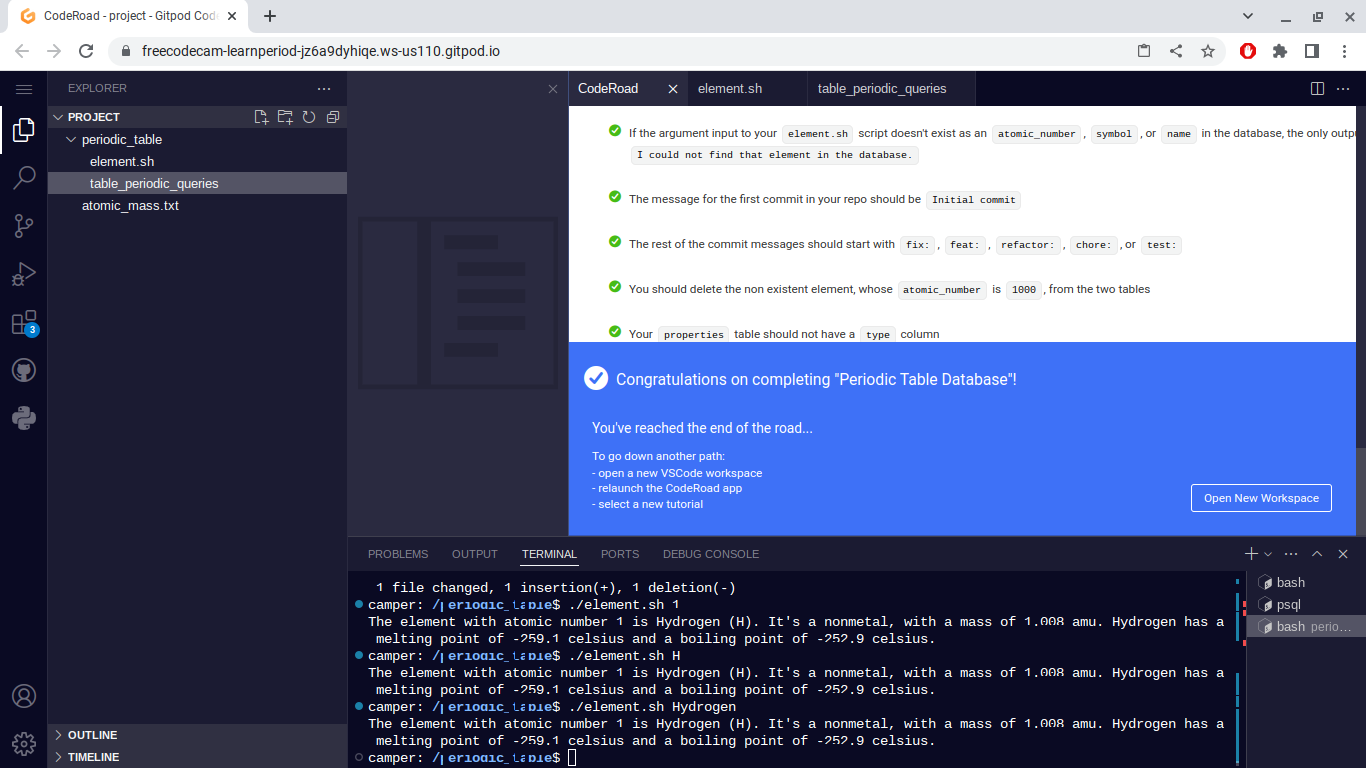 CodeRoad - project - Gitpod Cod
freecodecam-learnperiod-jz6a9dyhiqe.ws-us110.gitpod.io
EXPLORER
PROJECT
periodic_table
element.sh
table_periodic_queries
atomic_mass.txt
3
OUTLINE
TIMELINE
CodeRoad
element.sh
table_periodic_queries
If the argument input to your element.sh script doesn't exist as an atomic_number, symbol, or name in the database, the only outpu
I could not find that element in the database.
The message for the first commit in your repo should be Initial commit
The rest of the commit messages should start with fix:, feat:, refactor:, chore:, or test:
You should delete the non existent element, whose atomic_number is 1000, from the two tables
Your properties table should not have a type column
Congratulations on completing "Periodic Table Database"!
You've reached the end of the road...
To go down another path:
- open a new VSCode workspace
- relaunch the CodeRoad app
- select a new tutorial
Open New Workspace
PROBLEMS OUTPUT TERMINAL PORTS DEBUG CONSOLE
1 file changed, 1 insertion(+), 1 deletion(-)
camper: /periodic_table$ ./element.sh 1
The element with atomic number 1 is Hydrogen (H). It's a nonmetal, with a mass of 1.008 amu. Hydrogen has a
melting point of -259.1 celsius and a boiling point of -252.9 celsius.
camper: /periodic_table$ ./element.sh H
The element with atomic number 1 is Hydrogen (H). It's a nonmetal, with a mass of 1.008 amu. Hydrogen has a
melting point of -259.1 celsius and a boiling point of -252.9 celsius.
camper: /periodic_table$ ./element.sh Hydrogen
The element with atomic number 1 is Hydrogen (H). It's a nonmetal, with a mass of 1.008 amu. Hydrogen has a
melting point of -259.1 celsius and a boiling point of -252.9 celsius.
camper: /periodic_table$
bash
psql
bash perio...